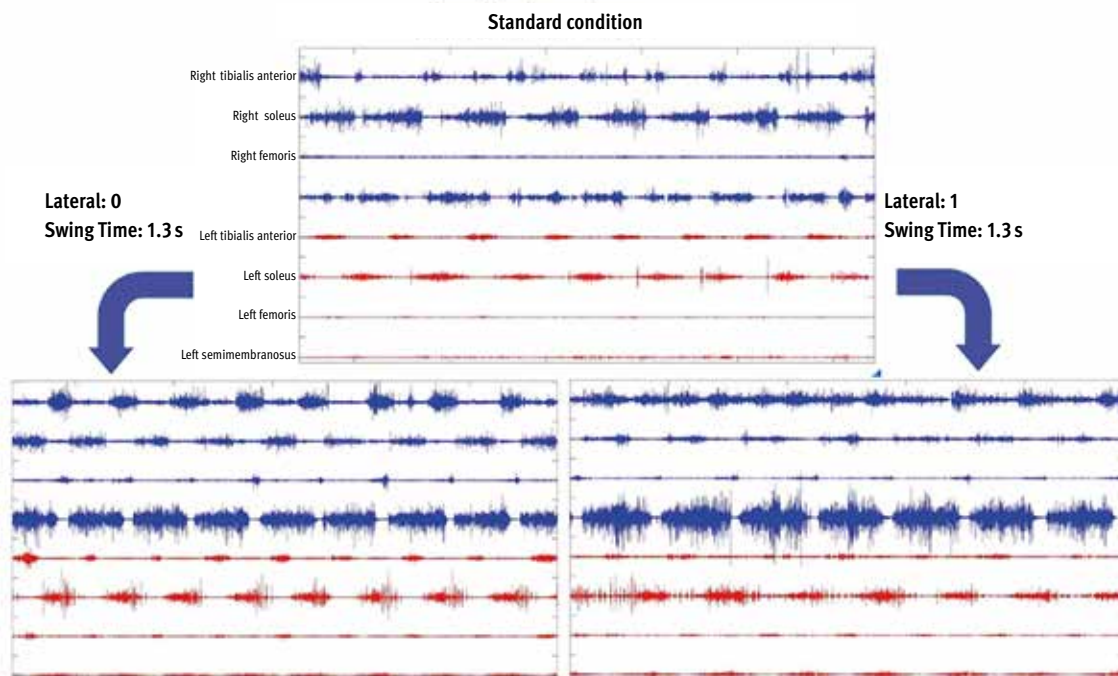 Standard condition
Right tibialis anterior
Right soleus
Right femoris
Lateral: 0
Swing Time: 1.3 s
Lateral: 1
Swing Time: 1.3 s
Left tibialis anterior
Left soleus
Left femoris
Left semimembranosus